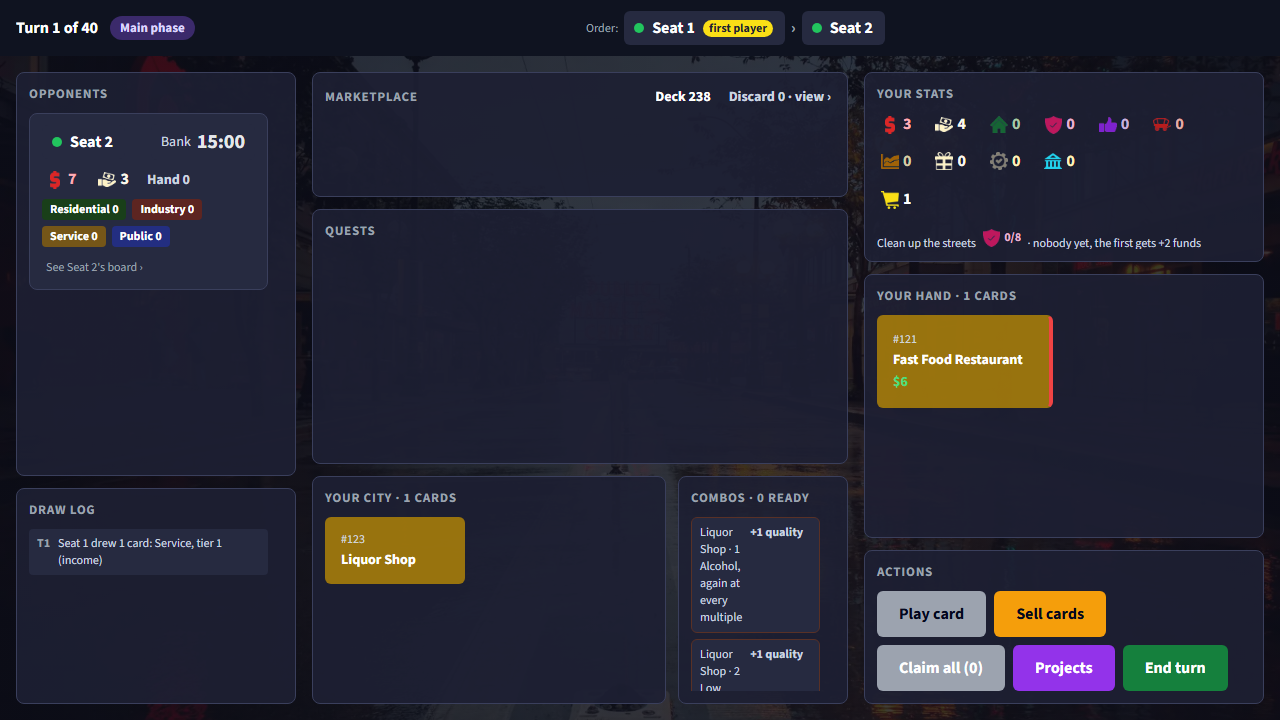 Turn 1 of 40
Main phase
Order:
Seat 1
first player
›
Seat 2
OPPONENTS
Seat 2
Bank 15:00
7
3
Hand 0
Residential 0
Industry 0
Service 0
Public 0
See Seat 2's board ›
DRAW LOG
T1 Seat 1 drew 1 card: Service, tier 1
(income)
MARKETPLACE
Deck 238
Discard 0 · view ›
QUESTS
YOUR CITY · 1 CARDS
#123
Liquor Shop
COMBOS · 0 READY
Liquor +1 quality
Shop · 1
Alcohol,
again at
every
multiple
Liquor +1 quality
Shop · 2
Low
YOUR STATS
3 4 0 0 0 0
0 0 0 0
1
Clean up the streets 0/8 · nobody yet, the first gets +2 funds
YOUR HAND · 1 CARDS
#121
Fast Food Restaurant
$6
ACTIONS
Play card
Sell cards
Claim all (0)
Projects
End turn